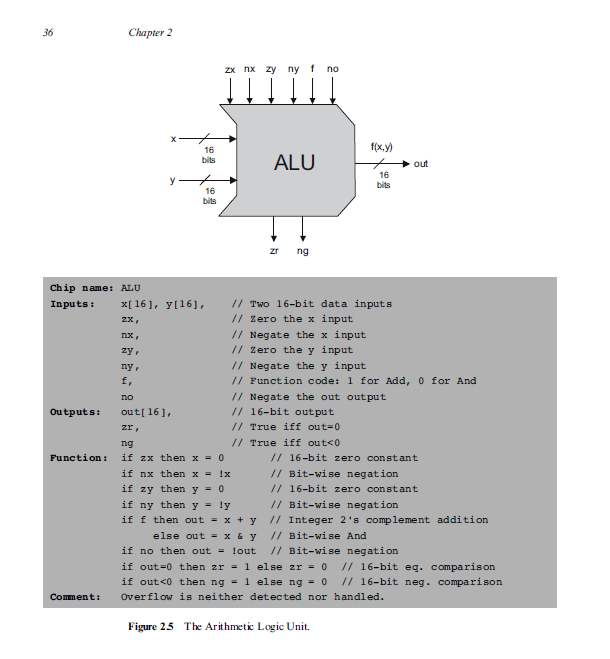 36 Chapter 2
zx nx zy ny f no
x
16
bits
y
16
bits
ALU
f(x,y)
out
16
bits
zr ng
Chip name: ALU
Inputs: x[16], y[16], // Two 16-bit data inputs
zx, // Zero the x input
nx, // Negate the x input
zy, // Zero the y input
ny, // Negate the y input
f, // Function code: 1 for Add, 0 for And
no // Negate the out output
Outputs: out[16], // 16-bit output
zr, // True iff out=0
ng // True iff out<0
Function: if zx then x = 0 // 16-bit zero constant
if nx then x = !x // Bit-wise negation
if zy then y = 0 // 16-bit zero constant
if ny then y = !y // Bit-wise negation
if f then out = x + y // Integer 2's complement addition
else out = x & y // Bit-wise And
if no then out = !out // Bit-wise negation
if out=0 then zr = 1 else zr = 0 // 16-bit eq. comparison
if out<0 then ng = 1 else ng = 0 // 16-bit neg. comparison
Comment: Overflow is neither detected nor handled.
Figure 2.5 The Arithmetic Logic Unit.